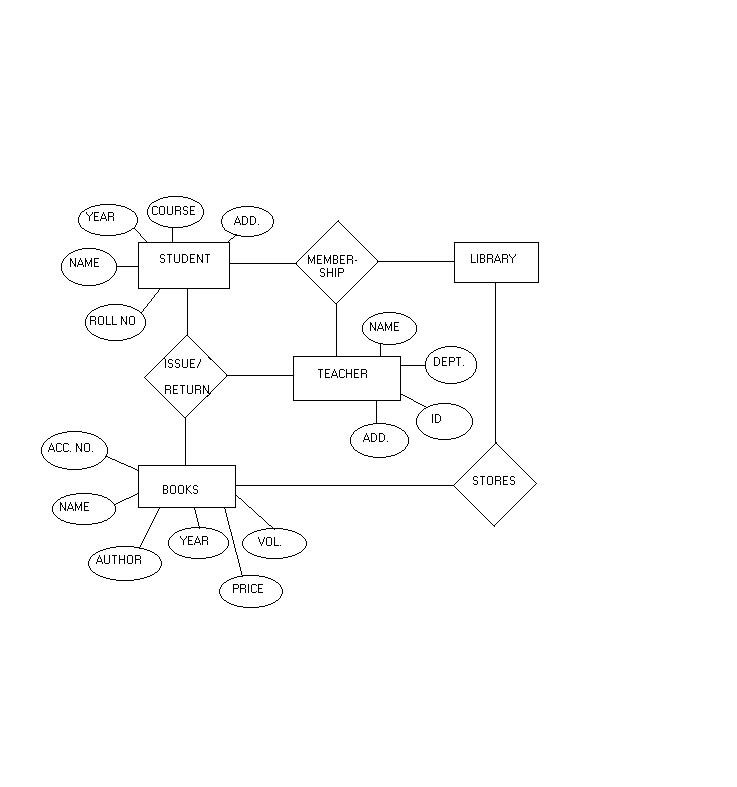 YEAR
COURSE
ADD.
NAME
STUDENT
MEMBER-
SHIP
LIBRARY
ROLL NO
NAME
ISSUE/
RETURN
TEACHER
DEPT.
ID
ADD.
ACC. NO.
BOOKS
STORES
NAME
AUTHOR
YEAR
VOL.
PRICE